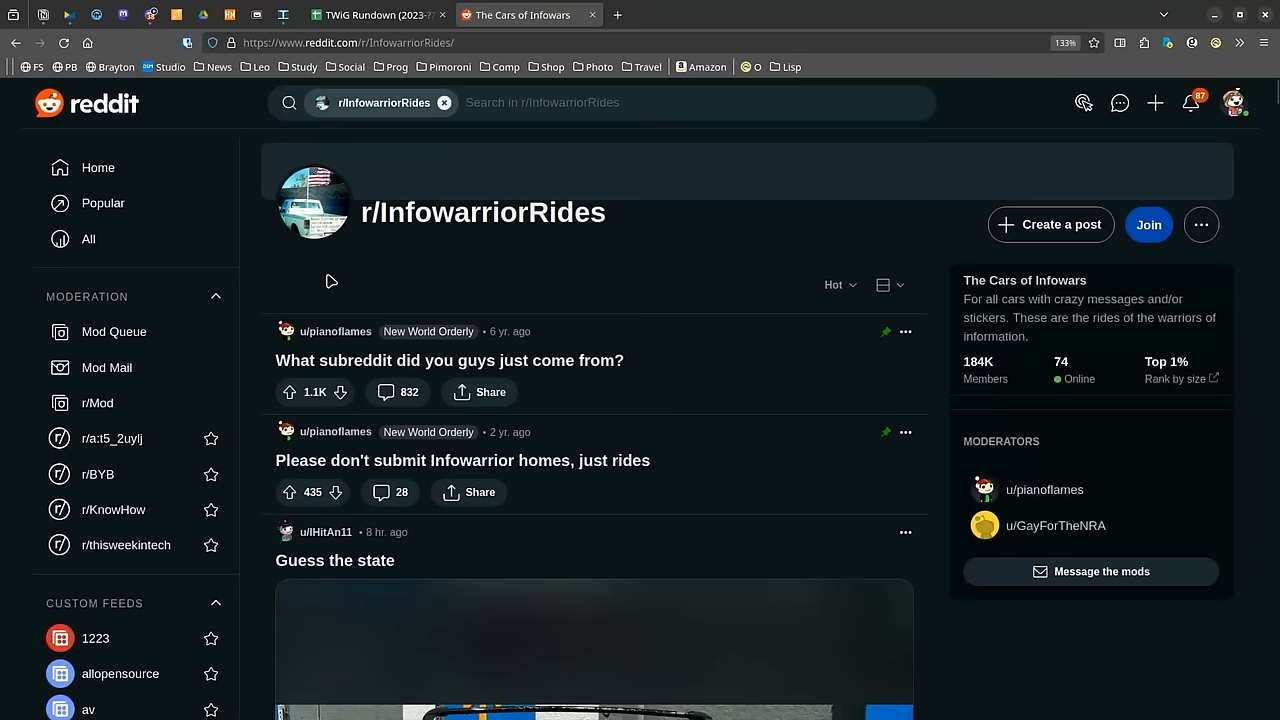 TWiG Rundown (2023-??
The Cars of Infowars
https://www.reddit.com/r/InfowarriorRides/
133%
FS PB Brayton Studio News Leo Study Social Prog Pimoroni Comp Shop Photo Travel Amazon O Lisp
reddit
r/InfowarriorRides
Search in r/InfowarriorRides
87
Home
Popular
All
MODERATION
Mod Queue
Mod Mail
r/Mod
r/a:t5_2uylj
r/BYB
r/KnowHow
r/thisweekintech
CUSTOM FEEDS
1223
allopensource
av
r/InfowarriorRides
Create a post
Join
Hot
u/pianoflames New World Orderly • 6 yr. ago
What subreddit did you guys just come from?
1.1K 832 Share
u/pianoflames New World Orderly • 2 yr. ago
Please don't submit Infowarrior homes, just rides
435 28 Share
u/IHitAn11 • 8 hr. ago
Guess the state
The Cars of Infowars
For all cars with crazy messages and/or
stickers. These are the rides of the warriors of
information.
184K 74 Top 1%
Members Online Rank by size
MODERATORS
u/pianoflames
u/GayForTheNRA
Message the mods